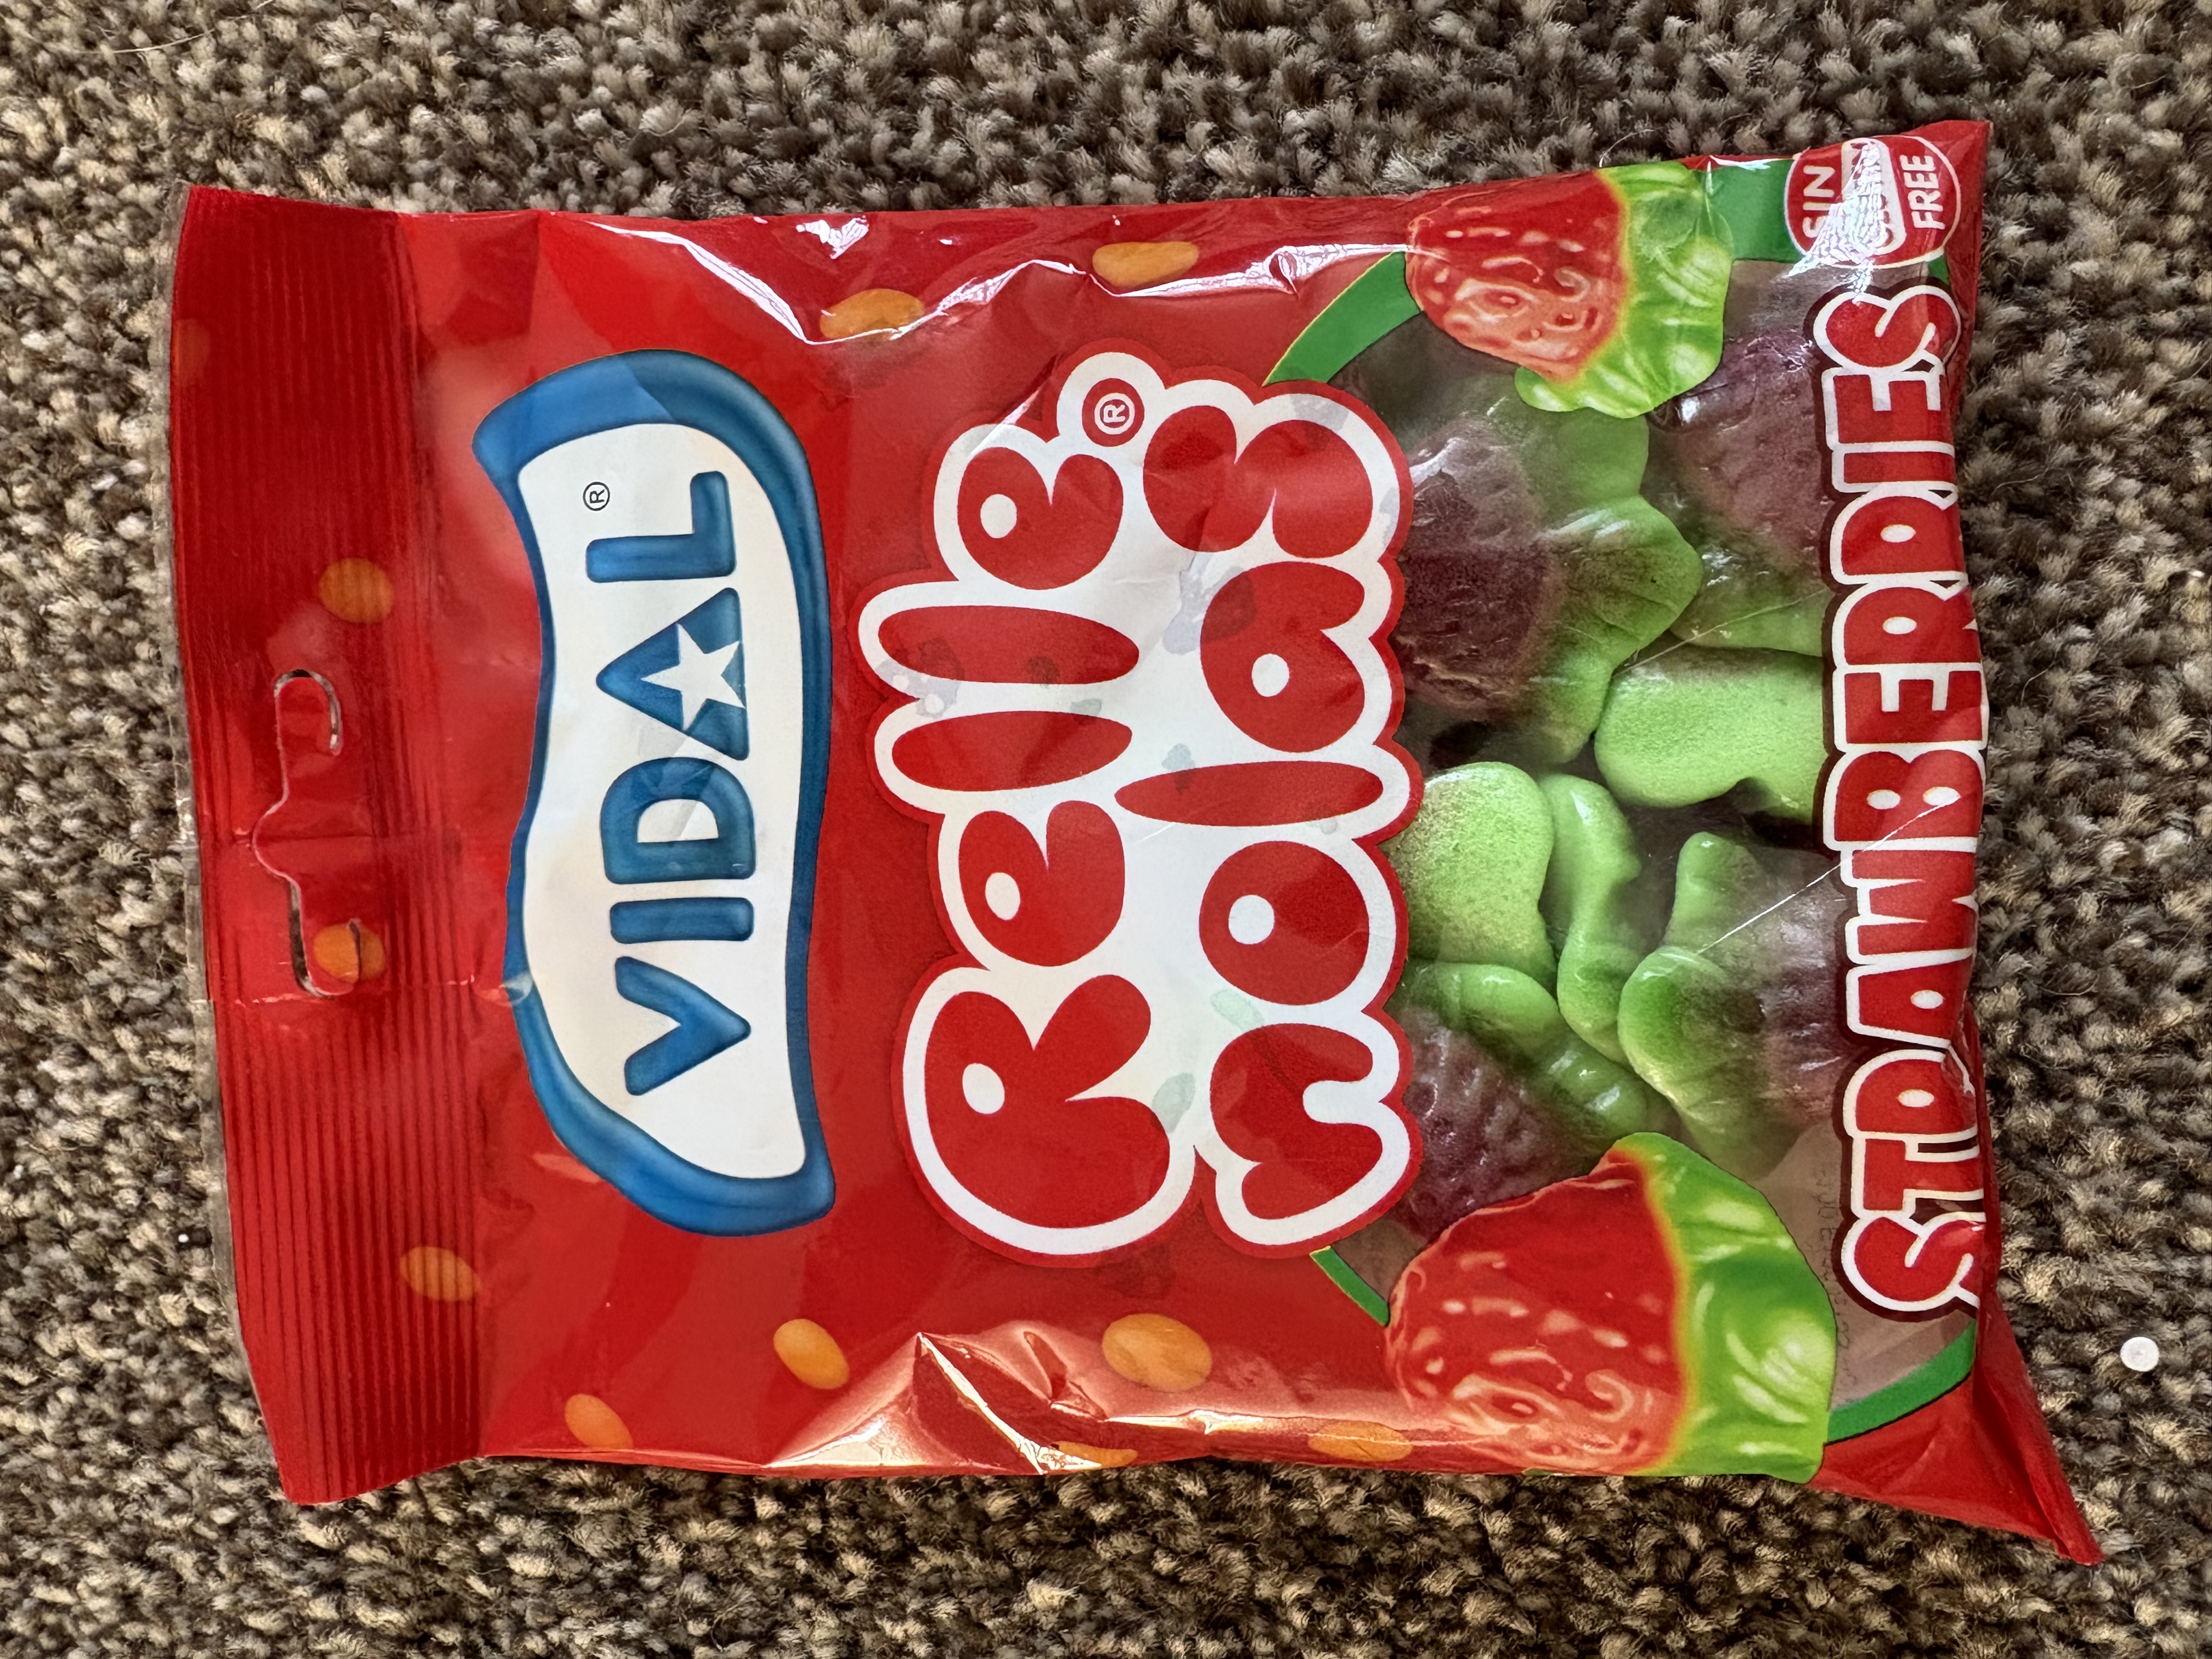 VIDAL®
Relle®
nolas
STRAWBERRIES
SIN
FREE